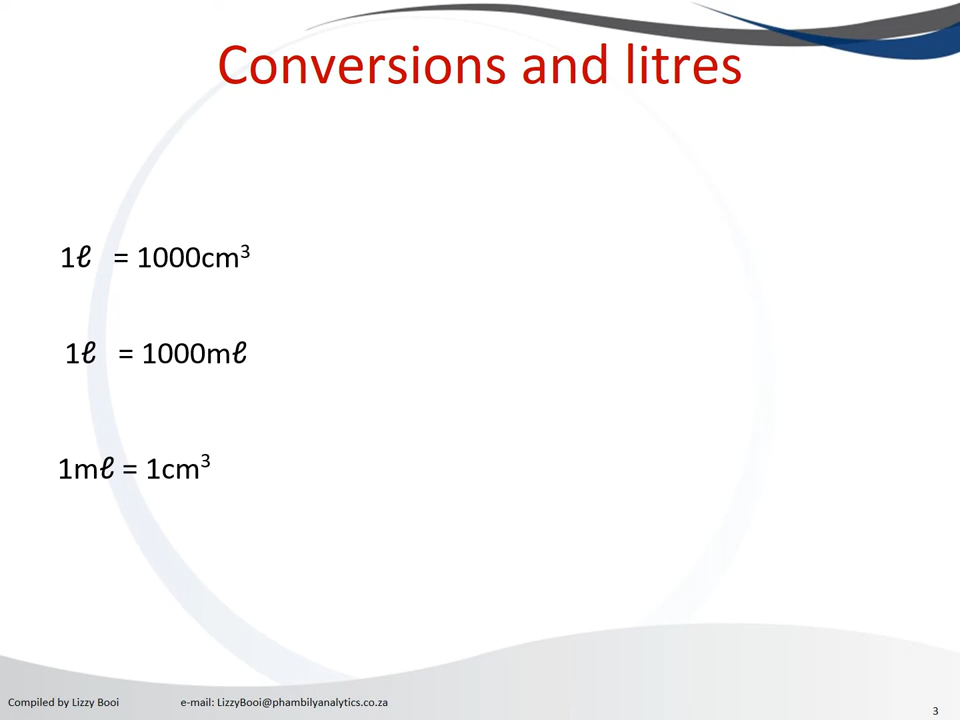 Conversions and litres
1ℓ = 1000cm³
1ℓ = 1000mℓ
1mℓ = 1cm³
Compiled by Lizzy Booi e-mail: LizzyBooi@phambilyanalytics.co.za
3